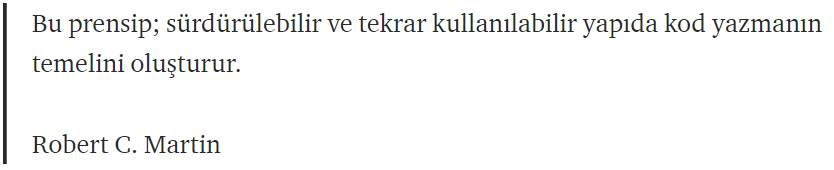 Bu prensip; sürdürülebilir ve tekrar kullanılabilir yapıda kod yazmanın
temelini oluşturur.
Robert C. Martin